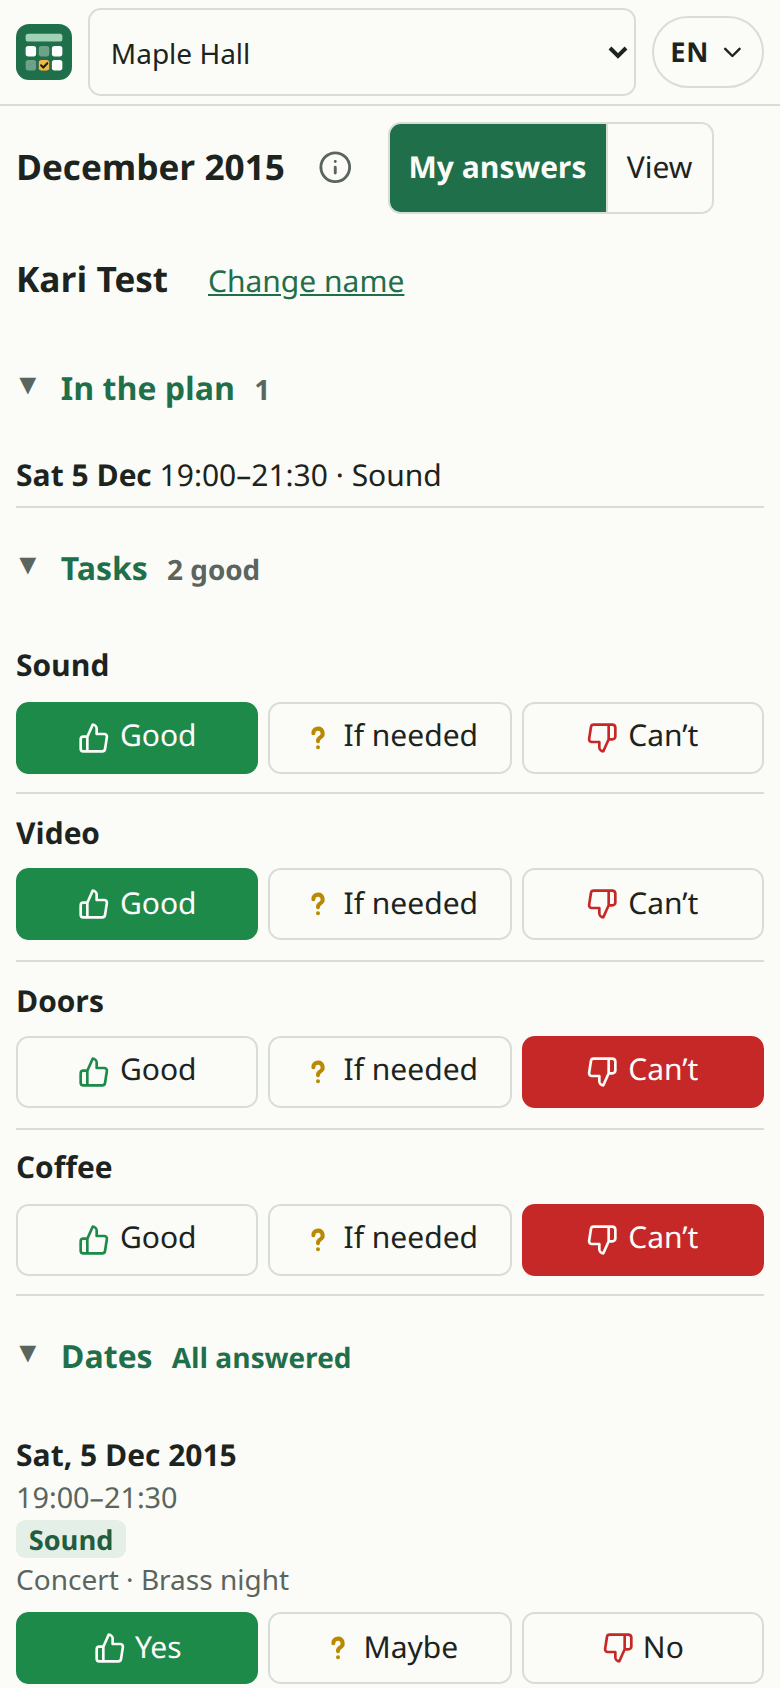 Maple Hall
EN
December 2015
My answers
View
Kari Test
Change name
In the plan 1
Sat 5 Dec 19:00–21:30 · Sound
Tasks 2 good
Sound
Good
If needed
Can’t
Video
Good
If needed
Can’t
Doors
Good
If needed
Can’t
Coffee
Good
If needed
Can’t
Dates All answered
Sat, 5 Dec 2015
19:00–21:30
Sound
Concert · Brass night
Yes
Maybe
No